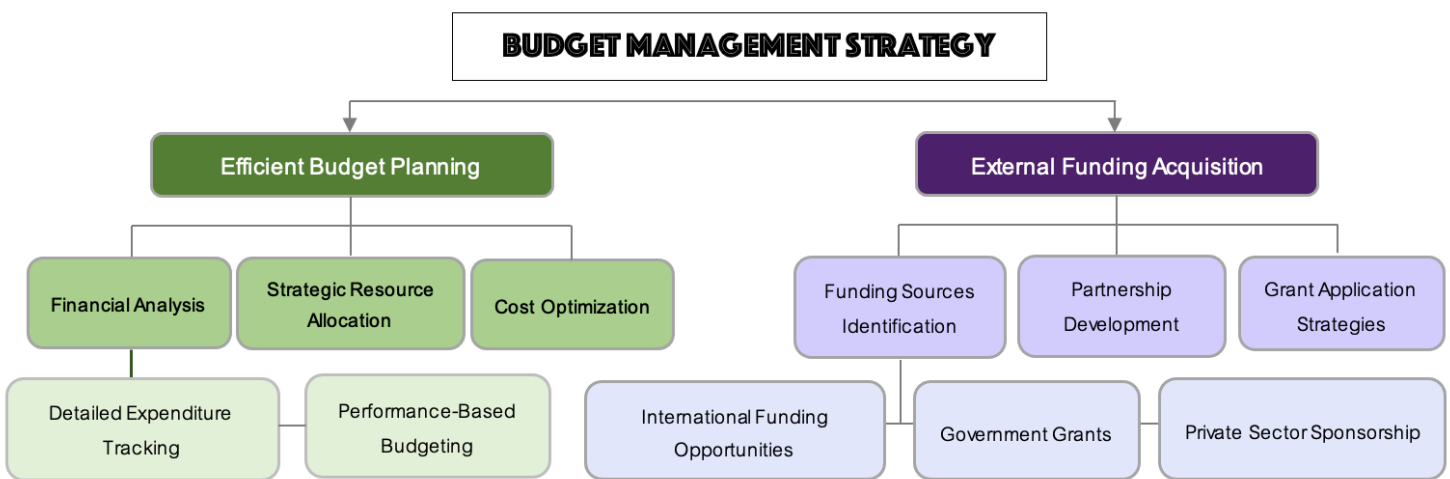 BUDGET MANAGEMENT STRATEGY
Efficient Budget Planning
External Funding Acquisition
Financial Analysis
Strategic Resource
Allocation
Cost Optimization
Funding Sources
Identification
Partnership
Development
Grant Application
Strategies
Detailed Expenditure
Tracking
Performance-Based
Budgeting
International Funding
Opportunities
Government Grants
Private Sector Sponsorship